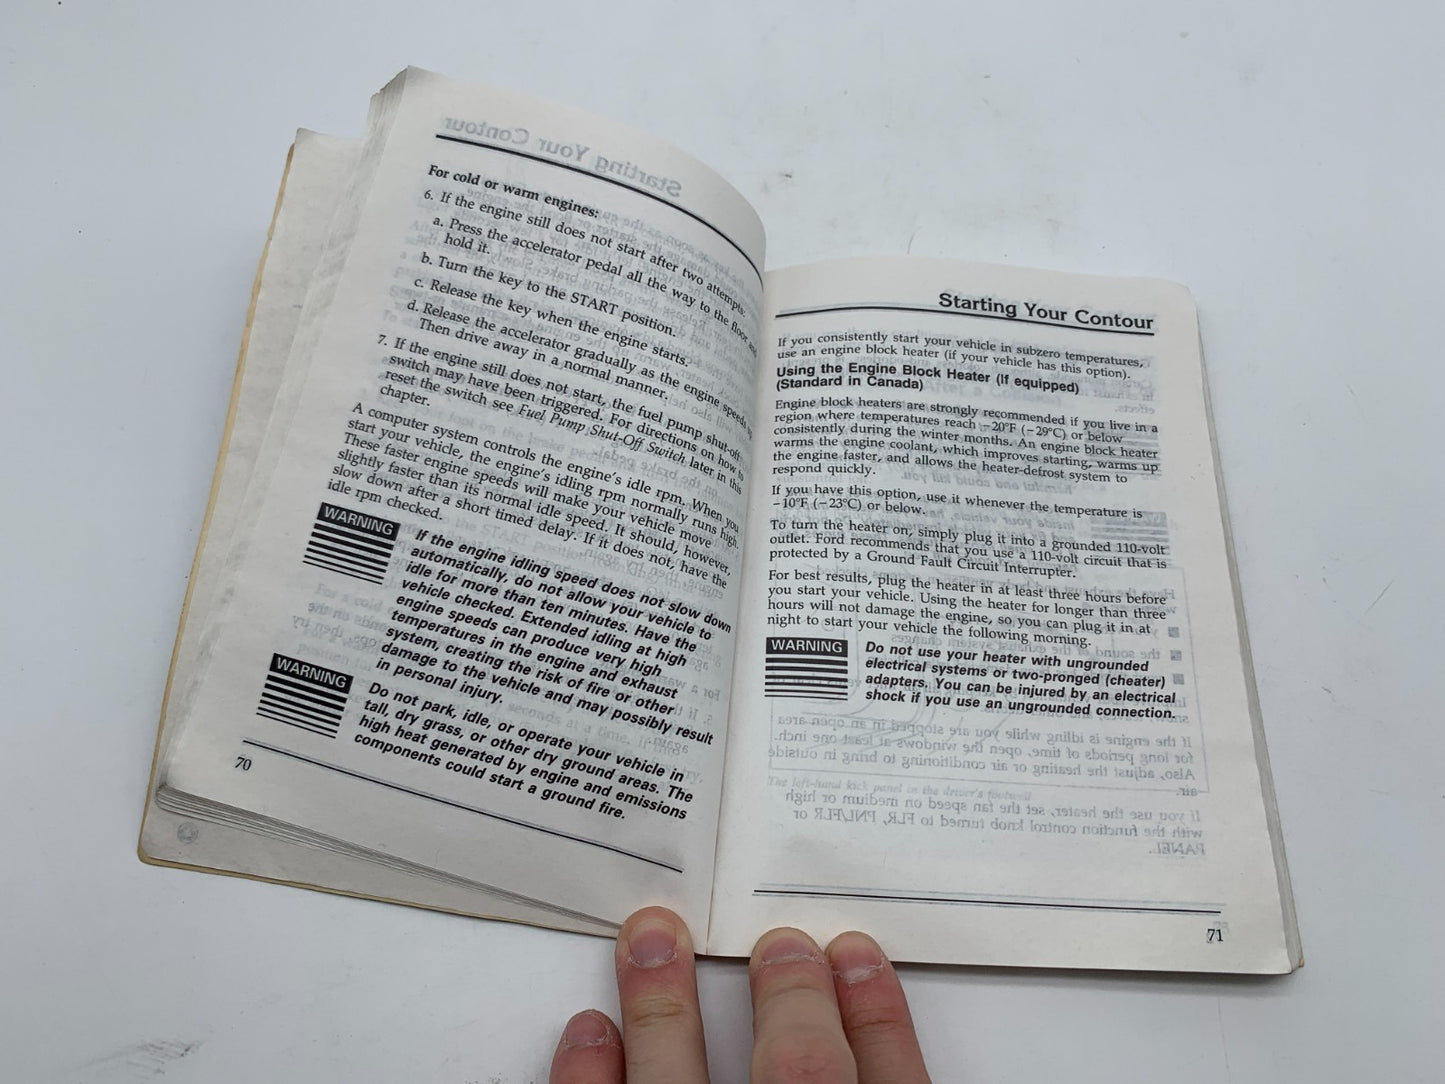 For cold or warm engines:
6. If the engine still does not start after two attempts:
a. Press the accelerator pedal all the way to the floor and
hold it.
b. Turn the key to the START position.
c. Release the key when the engine starts.
d. Release the accelerator gradually as the engine speeds
Then drive away in a normal manner.
7. If the engine still does not start, the fuel pump shut-off
switch may have been triggered. For directions on how to
reset the switch see Fuel Pump Shut-Off Switch later in this
chapter.
A computer system controls the engine's idle rpm. When you
start your vehicle, the engine's idling rpm normally runs high.
These faster engine speeds will make your vehicle move
slightly faster than its normal idle speed. It should, however,
slow down after a short timed delay. If it does not, have the
idle rpm checked.
WARNING
If the engine idling speed does not slow down
automatically, do not allow your vehicle to
idle for more than ten minutes. Have the
vehicle checked. Extended idling at high
engine speeds can produce very high
temperatures in the engine and exhaust
system, creating the risk of fire or other
damage to the vehicle and may possibly result
in personal injury.
WARNING
Do not park, idle, or operate your vehicle in
tall, dry grass, or other dry ground areas. The
high heat generated by engine and emissions
components could start a ground fire.
70
Starting Your Contour
If you consistently start your vehicle in subzero temperatures,
use an engine block heater (if your vehicle has this option).
Using the Engine Block Heater (If equipped)
(Standard in Canada)
Engine block heaters are strongly recommended if you live in a
region where temperatures reach −20°F (−29°C) or below
consistently during the winter months. An engine block heater
warms the engine coolant, which improves starting, warms up
the engine faster, and allows the heater-defrost system to
respond quickly.
If you have this option, use it whenever the temperature is
−10°F (−23°C) or below.
To turn the heater on, simply plug it into a grounded 110-volt
outlet. Ford recommends that you use a 110-volt circuit that is
protected by a Ground Fault Circuit Interrupter.
For best results, plug the heater in at least three hours before
you start your vehicle. Using the heater for longer than three
hours will not damage the engine, so you can plug it in at
night to start your vehicle the following morning.
WARNING
Do not use your heater with ungrounded
electrical systems or two-pronged (cheater)
adapters. You can be injured by an electrical
shock if you use an ungrounded connection.
71